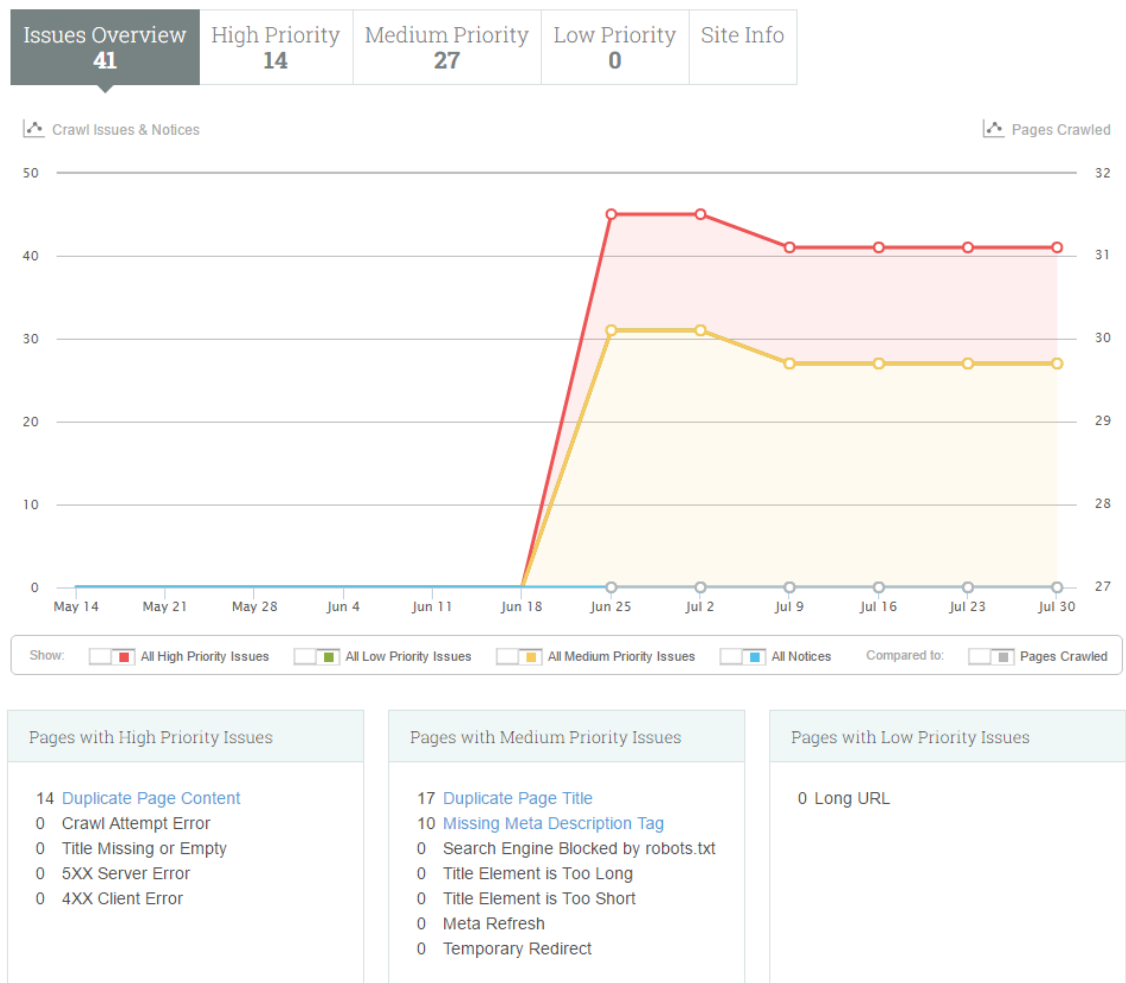 Issues Overview High Priority Medium Priority Low Priority Site Info
41 14 27 0
Crawl Issues & Notices Pages Crawled
50 32
40 31
30 30
20 29
10 28
0 27
May 14 May 21 May 28 Jun 4 Jun 11 Jun 18 Jun 25 Jul 2 Jul 9 Jul 16 Jul 23 Jul 30
Show: All High Priority Issues All Low Priority Issues All Medium Priority Issues All Notices Compared to: Pages Crawled
Pages with High Priority Issues
14 Duplicate Page Content
0 Crawl Attempt Error
0 Title Missing or Empty
0 5XX Server Error
0 4XX Client Error
Pages with Medium Priority Issues
17 Duplicate Page Title
10 Missing Meta Description Tag
0 Search Engine Blocked by robots.txt
0 Title Element is Too Long
0 Title Element is Too Short
0 Meta Refresh
0 Temporary Redirect
Pages with Low Priority Issues
0 Long URL